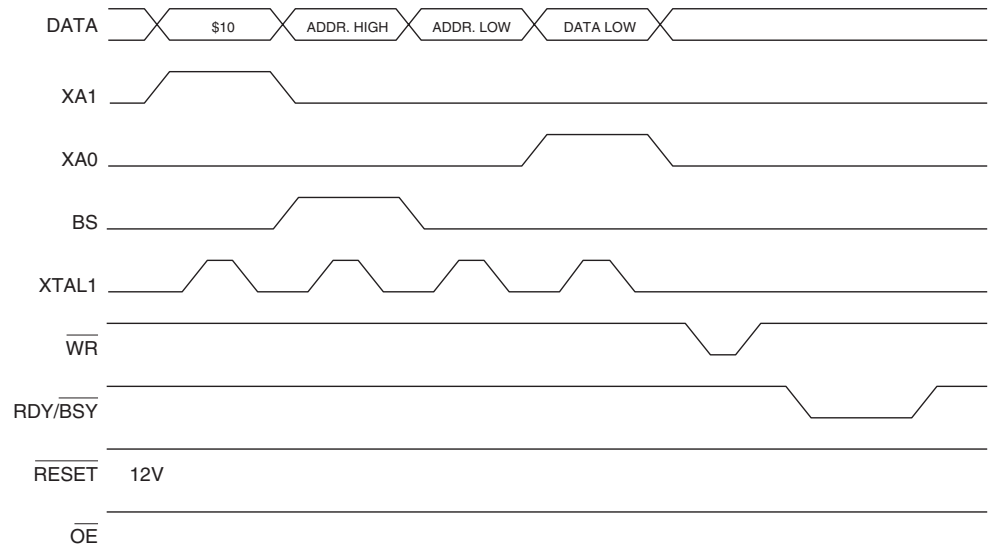 DATA $10 ADDR. HIGH ADDR. LOW DATA LOW
XA1
XA0
BS
XTAL1
WR
RDY/BSY
RESET 12V
OE